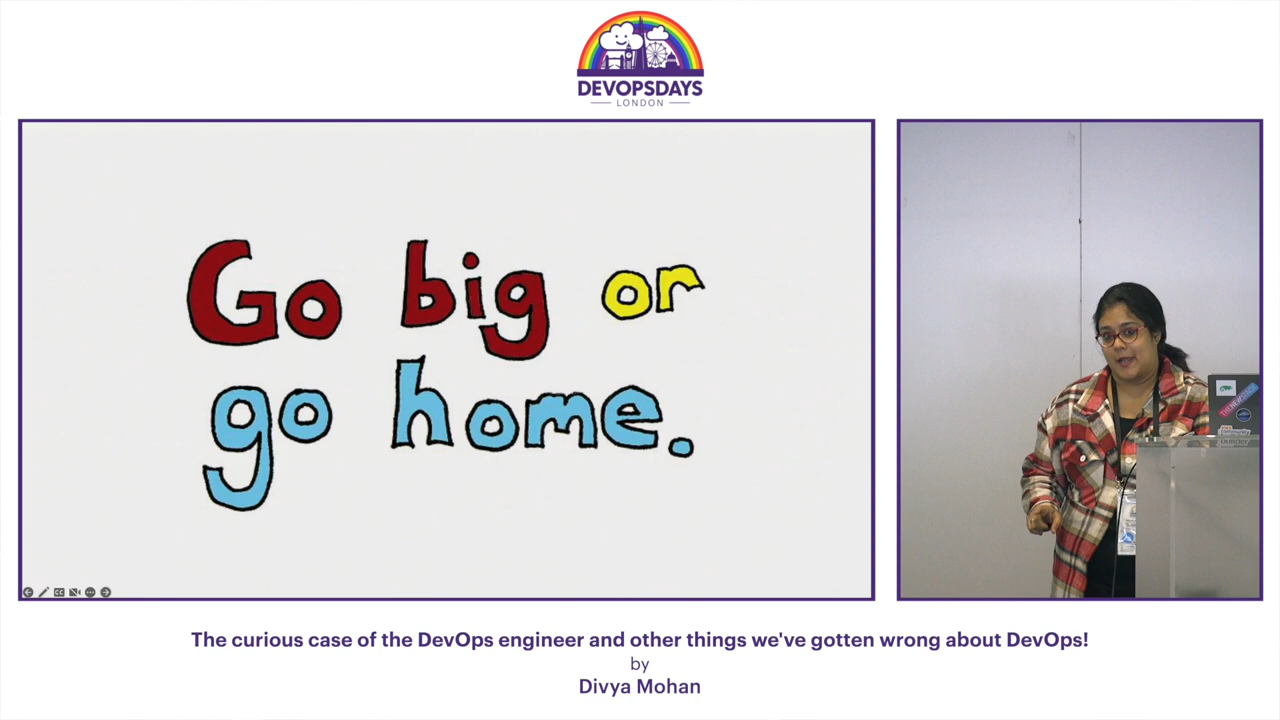 DEVOPSDAYS
LONDON
Go big or
go home.
THENEWSTACK
The curious case of the DevOps engineer and other things we've gotten wrong about DevOps!
by
Divya Mohan